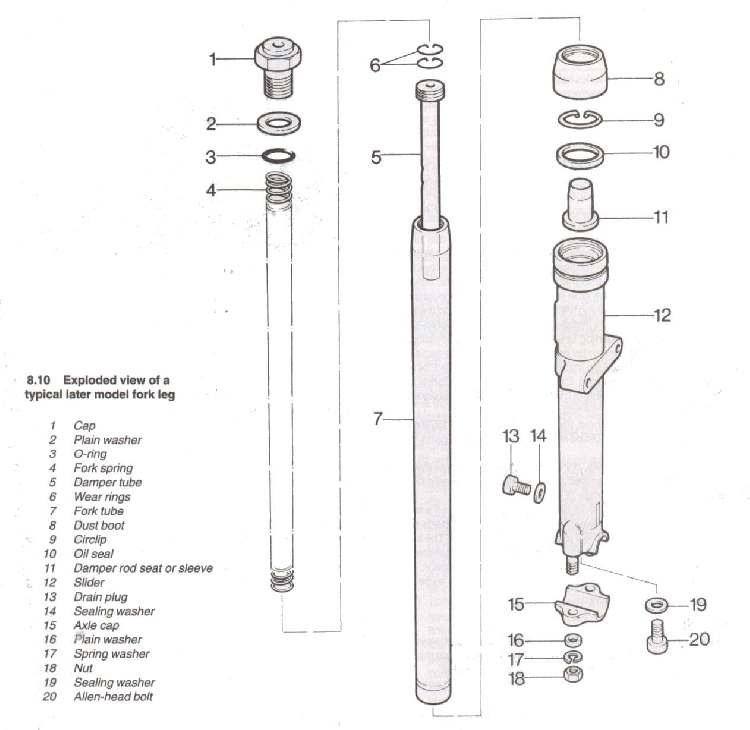 1
2
3
4
6
5
7
8
9
10
11
12
13 14
15
16
17
18
19
20
8.10 Exploded view of a
typical later model fork leg
1 Cap
2 Plain washer
3 O-ring
4 Fork spring
5 Damper tube
6 Wear rings
7 Fork tube
8 Dust boot
9 Circlip
10 Oil seal
11 Damper rod seat or sleeve
12 Slider
13 Drain plug
14 Sealing washer
15 Axle cap
16 Plain washer
17 Spring washer
18 Nut
19 Sealing washer
20 Allen-head bolt